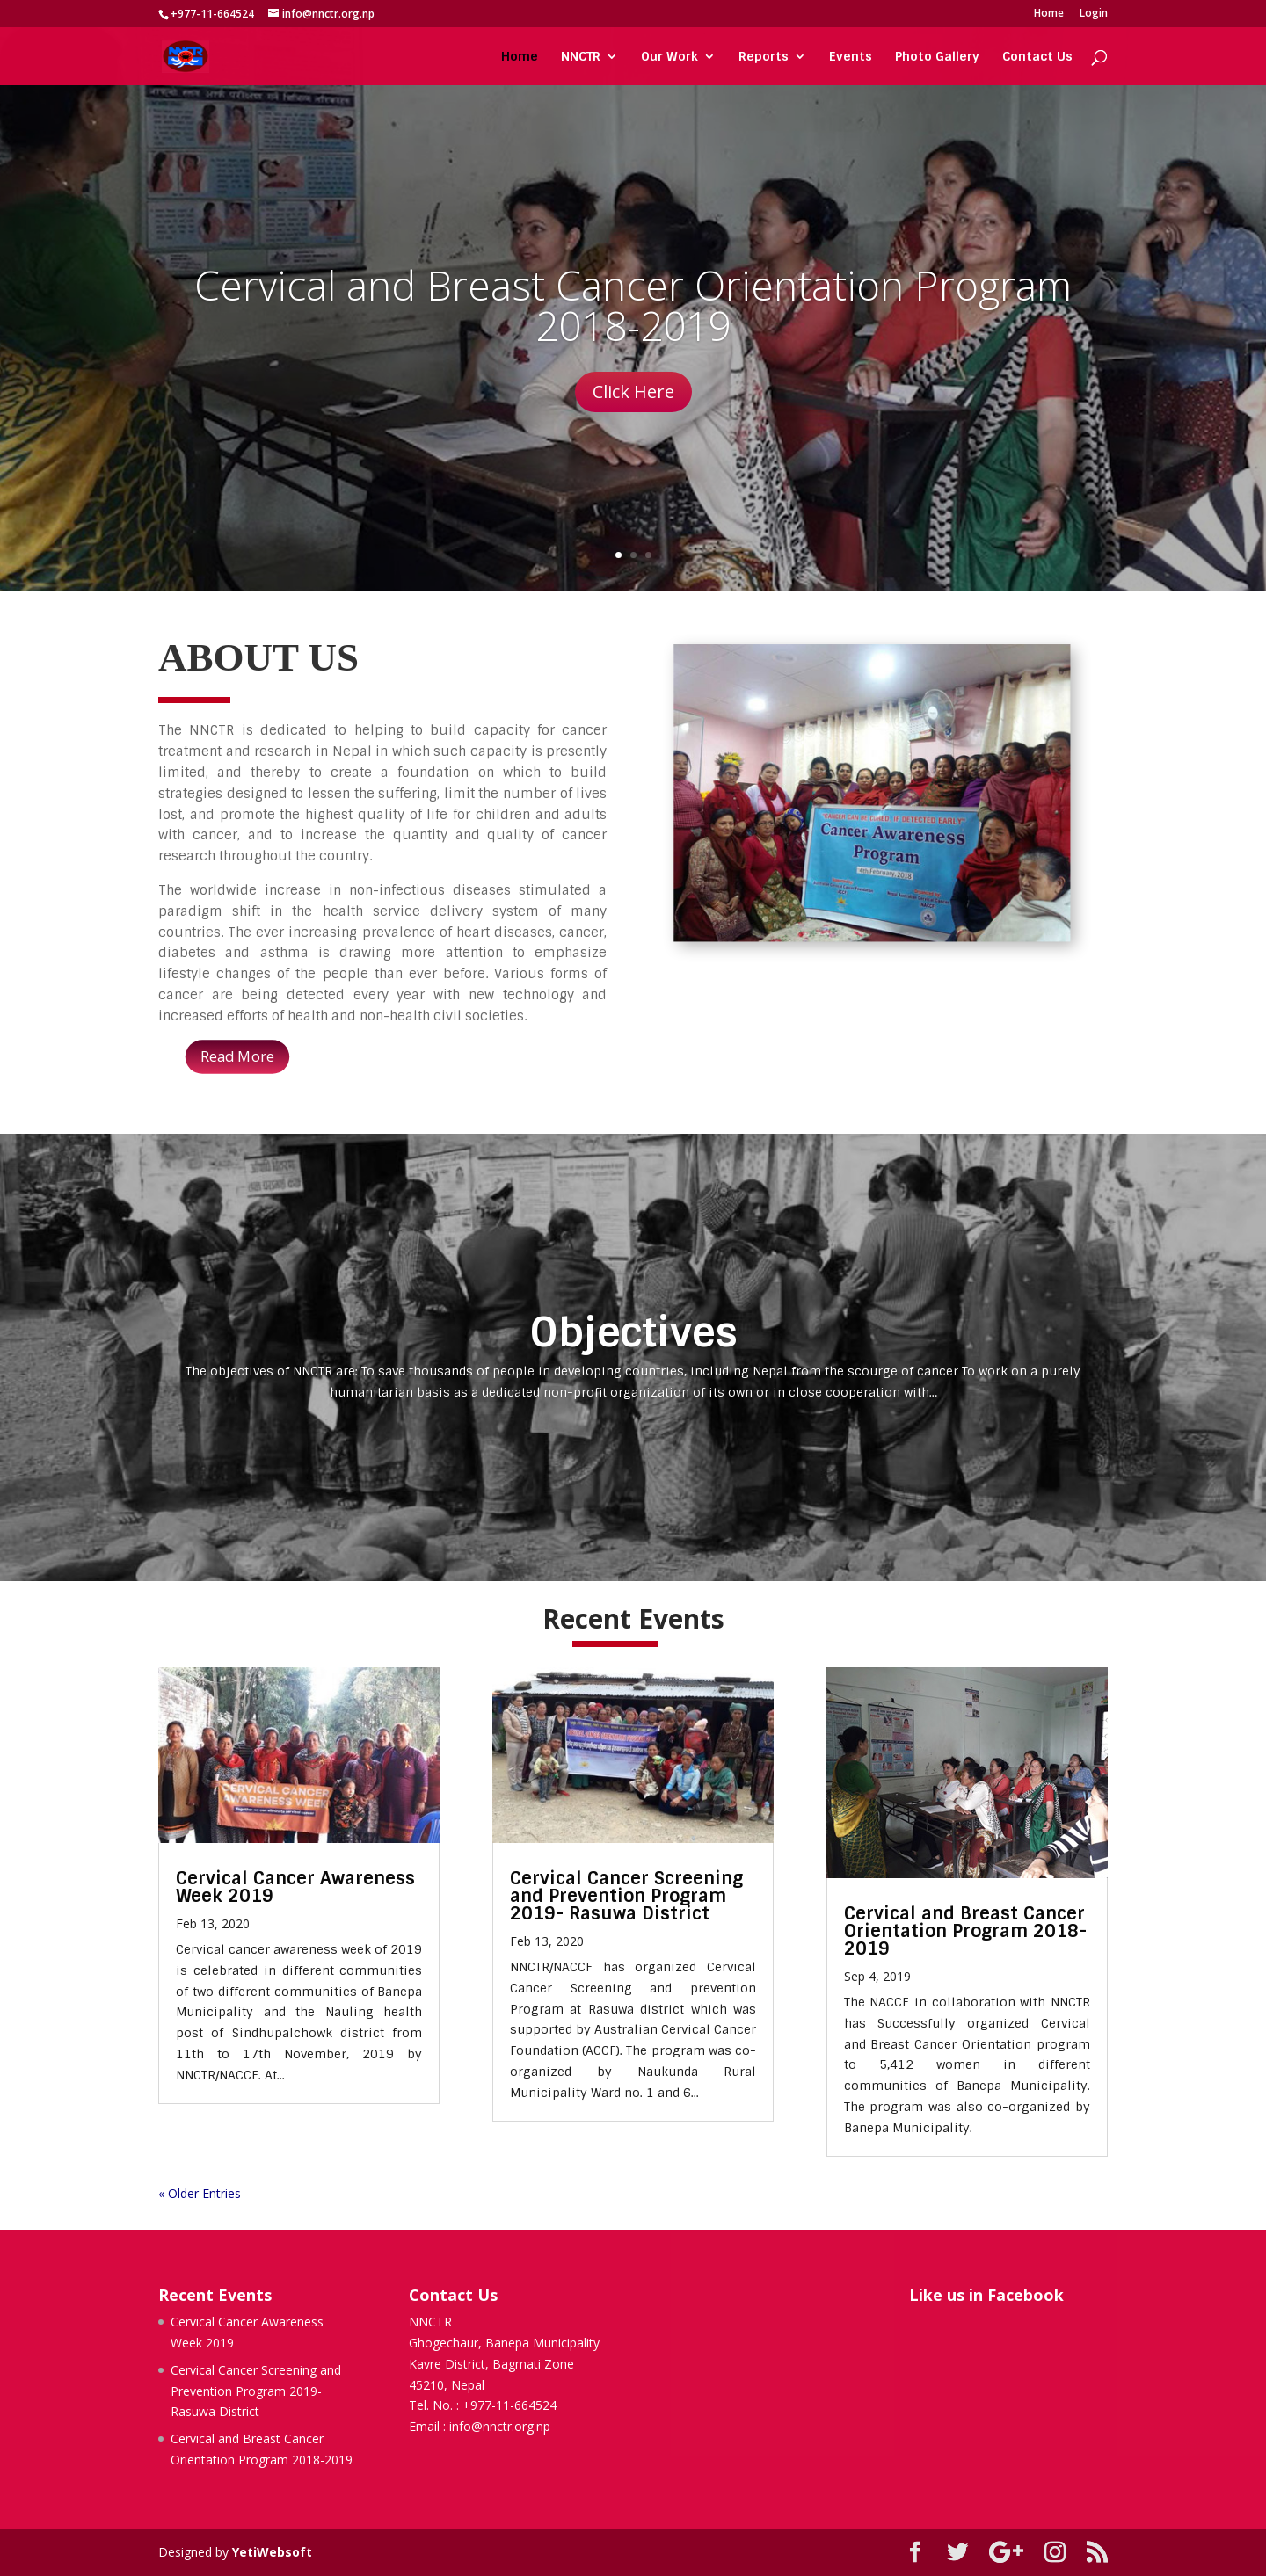 +977-11-664524 info@nnctr.org.np Home Login
NNCTR Home NNCTR Our Work Reports Events Photo Gallery Contact Us
Cervical and Breast Cancer Orientation Program
2018-2019
Click Here
ABOUT US
The NNCTR is dedicated to helping to build capacity for cancer
treatment and research in Nepal in which such capacity is presently
limited, and thereby to create a foundation on which to build
strategies designed to lessen the suffering, limit the number of lives
lost, and promote the highest quality of life for children and adults
with cancer, and to increase the quantity and quality of cancer
research throughout the country.
The worldwide increase in non-infectious diseases stimulated a
paradigm shift in the health service delivery system of many
countries. The ever increasing prevalence of heart diseases, cancer,
diabetes and asthma is drawing more attention to emphasize
lifestyle changes of the people than ever before. Various forms of
cancer are being detected every year with new technology and
increased efforts of health and non-health civil societies.
Read More
"CANCER CAN BE CURED, IF DETECTED EARLY"
Cancer Awareness
Program
4th February, 2018
Objectives
The objectives of NNCTR are: To save thousands of people in developing countries, including Nepal from the scourge of cancer To work on a purely
humanitarian basis as a dedicated non-profit organization of its own or in close cooperation with...
Recent Events
CERVICAL CANCER
AWARENESS WEEK
Cervical Cancer Awareness
Week 2019
Feb 13, 2020
Cervical cancer awareness week of 2019
is celebrated in different communities
of two different communities of Banepa
Municipality and the Nauling health
post of Sindhupalchowk district from
11th to 17th November, 2019 by
NNCTR/NACCF. At...
Cervical Cancer Screening
and Prevention Program
2019- Rasuwa District
Feb 13, 2020
NNCTR/NACCF has organized Cervical
Cancer Screening and prevention
Program at Rasuwa district which was
supported by Australian Cervical Cancer
Foundation (ACCF). The program was co-
organized by Naukunda Rural
Municipality Ward no. 1 and 6...
Cervical and Breast Cancer
Orientation Program 2018-
2019
Sep 4, 2019
The NACCF in collaboration with NNCTR
has Successfully organized Cervical
and Breast Cancer Orientation program
to 5,412 women in different
communities of Banepa Municipality.
The program was also co-organized by
Banepa Municipality.
« Older Entries
Recent Events
Cervical Cancer Awareness
Week 2019
Cervical Cancer Screening and
Prevention Program 2019-
Rasuwa District
Cervical and Breast Cancer
Orientation Program 2018-2019
Contact Us
NNCTR
Ghogechaur, Banepa Municipality
Kavre District, Bagmati Zone
45210, Nepal
Tel. No. : +977-11-664524
Email : info@nnctr.org.np
Like us in Facebook
Designed by YetiWebsoft